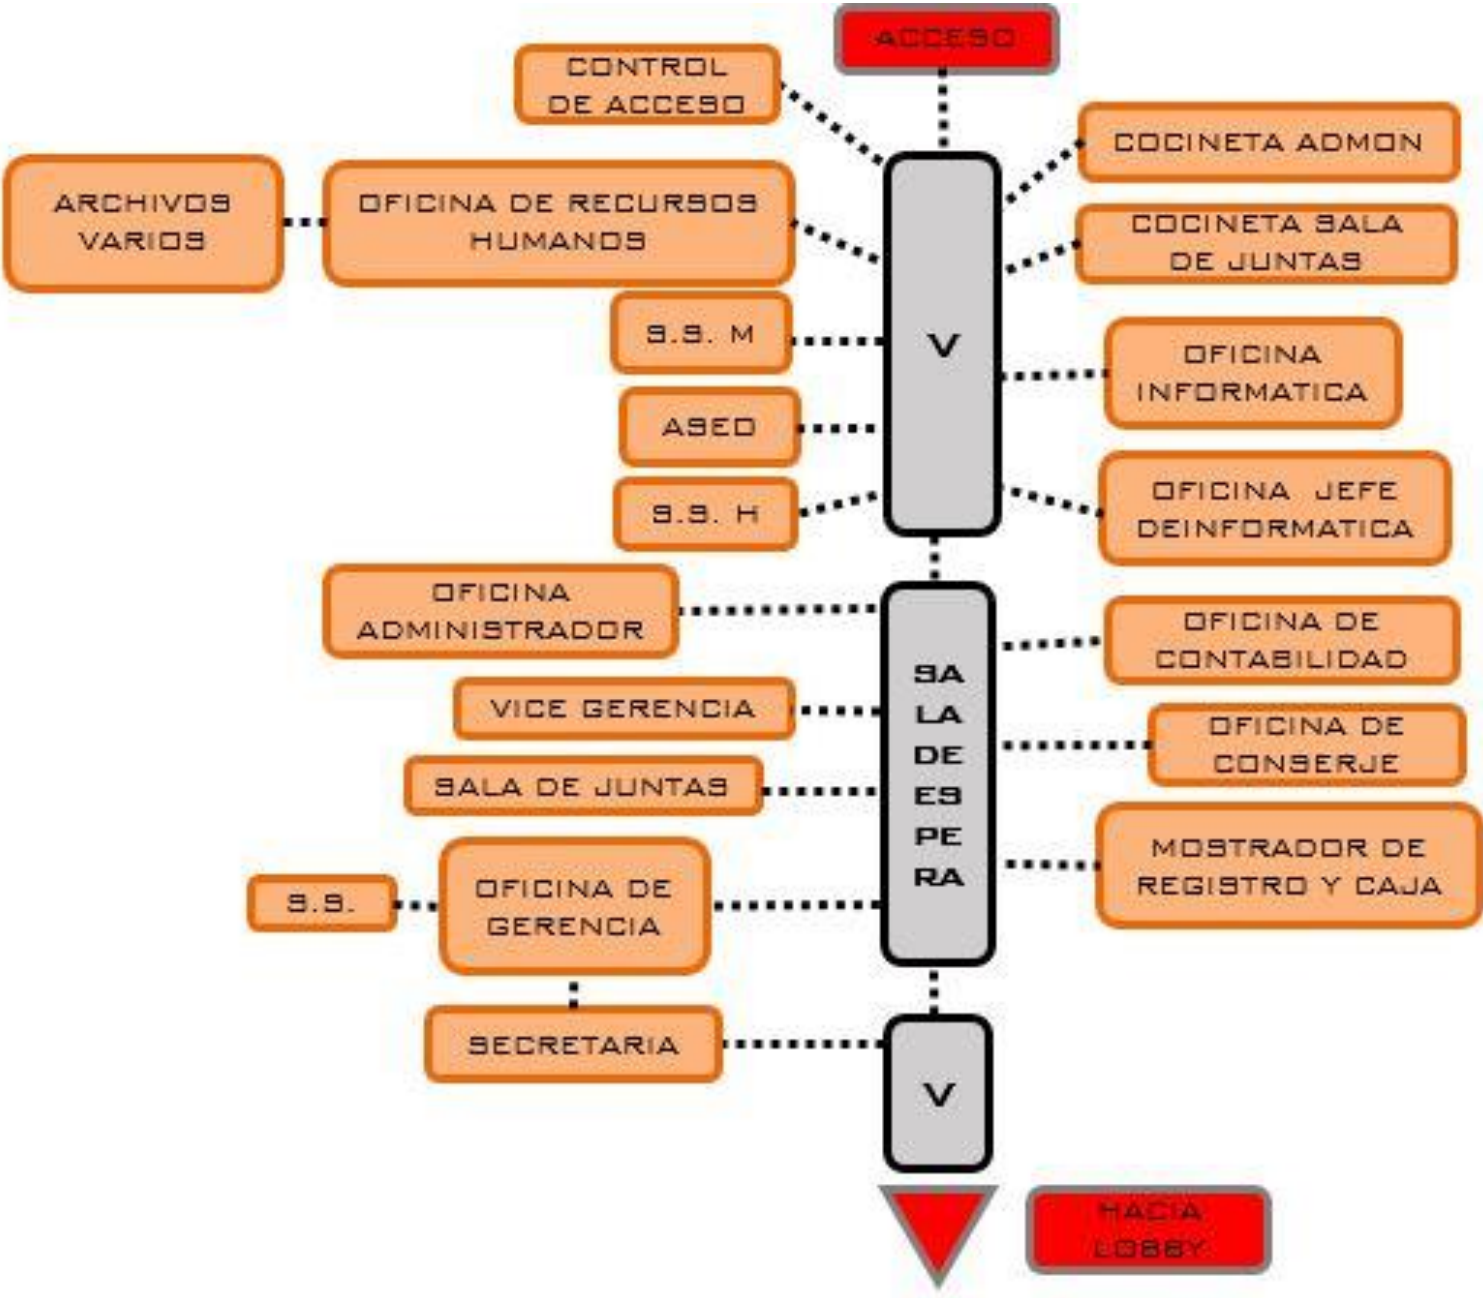 ACCESO
CONTROL
DE ACCESO
COCINETA ADMON
ARCHIVOS
VARIOS
OFICINA DE RECURSOS
HUMANOS
COCINETA SALA
DE JUNTAS
S.S. M
V
OFICINA
INFORMATICA
ASEO
S.S. H
OFICINA JEFE
DEINFORMATICA
OFICINA
ADMINISTRADOR
OFICINA DE
CONTABILIDAD
SA
LA
DE
ES
PE
RA
VICE GERENCIA
OFICINA DE
CONSERJE
SALA DE JUNTAS
MOSTRADOR DE
REGISTRO Y CAJA
S.S.
OFICINA DE
GERENCIA
SECRETARIA
V
HACIA
LOBBY